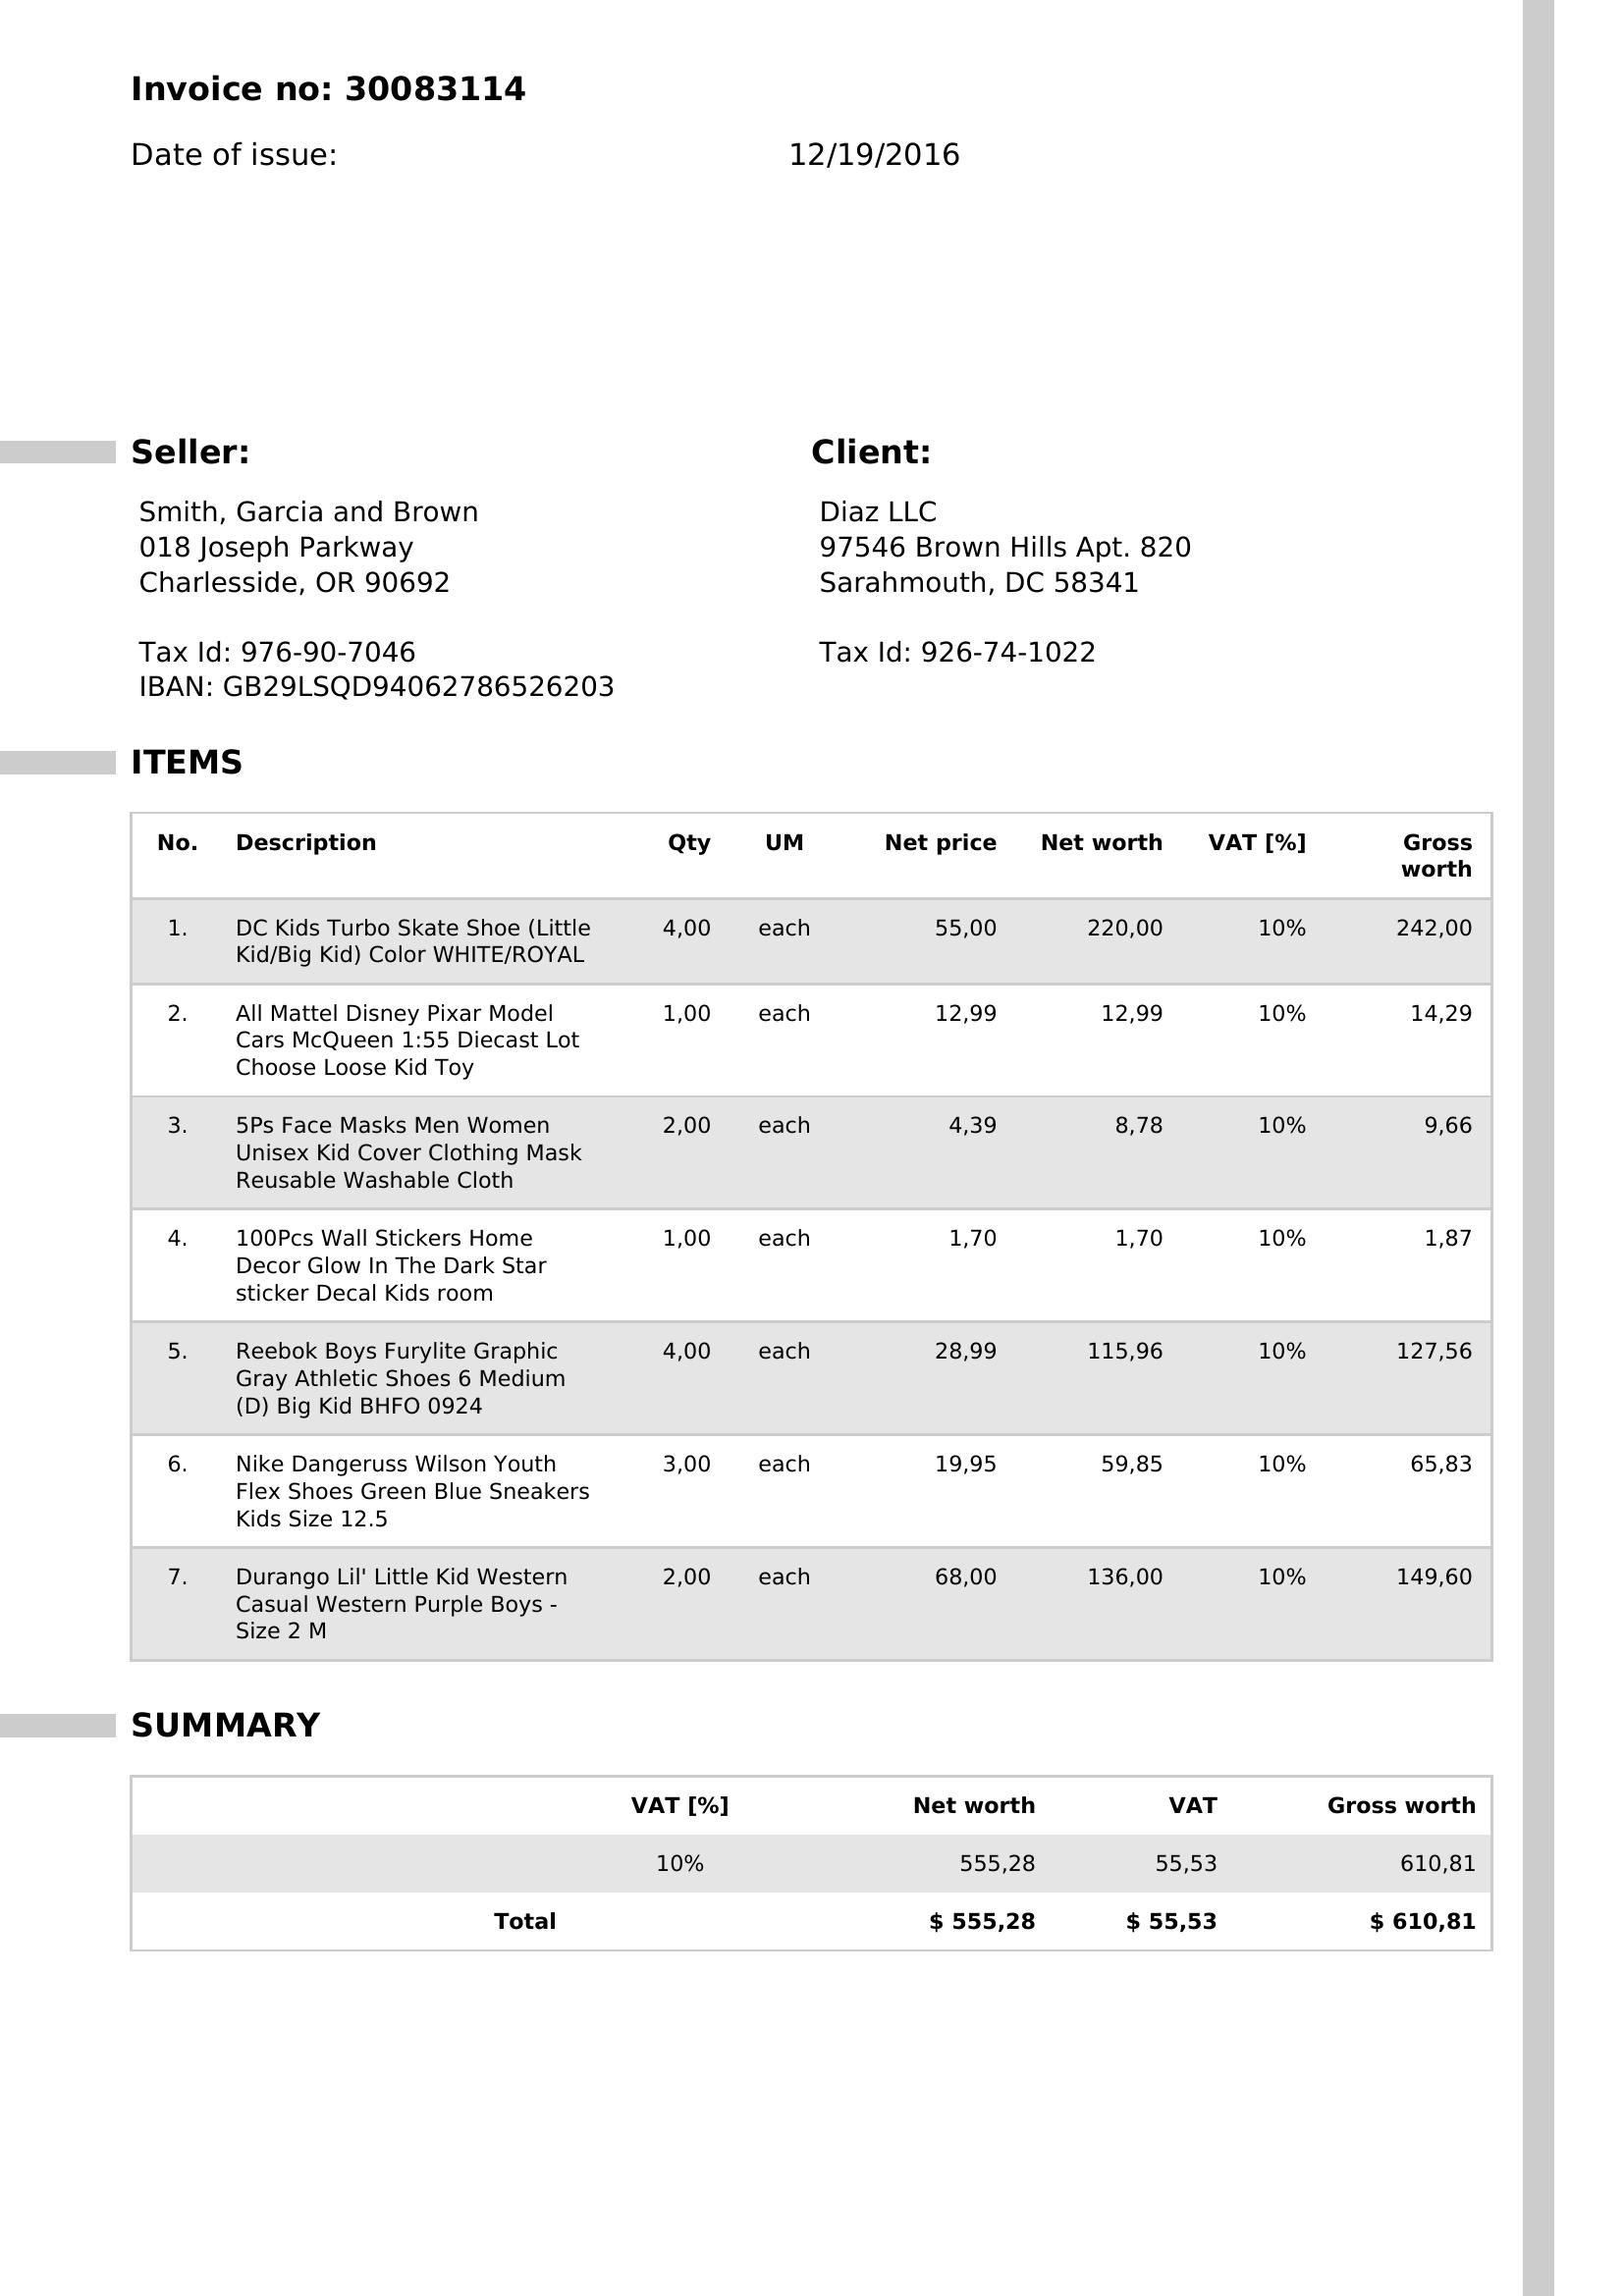 Invoice no: 30083114
Date of issue: 12/19/2016
Seller:
Smith, Garcia and Brown
018 Joseph Parkway
Charlesside, OR 90692
Tax Id: 976-90-7046
IBAN: GB29LSQD94062786526203
Client:
Diaz LLC
97546 Brown Hills Apt. 820
Sarahmouth, DC 58341
Tax Id: 926-74-1022
ITEMS
No. Description Qty UM Net price Net worth VAT [%] Gross
worth
1. DC Kids Turbo Skate Shoe (Little 4,00 each 55,00 220,00 10% 242,00
Kid/Big Kid) Color WHITE/ROYAL
2. All Mattel Disney Pixar Model 1,00 each 12,99 12,99 10% 14,29
Cars McQueen 1:55 Diecast Lot
Choose Loose Kid Toy
3. 5Ps Face Masks Men Women 2,00 each 4,39 8,78 10% 9,66
Unisex Kid Cover Clothing Mask
Reusable Washable Cloth
4. 100Pcs Wall Stickers Home 1,00 each 1,70 1,70 10% 1,87
Decor Glow In The Dark Star
sticker Decal Kids room
5. Reebok Boys Furylite Graphic 4,00 each 28,99 115,96 10% 127,56
Gray Athletic Shoes 6 Medium
(D) Big Kid BHFO 0924
6. Nike Dangeruss Wilson Youth 3,00 each 19,95 59,85 10% 65,83
Flex Shoes Green Blue Sneakers
Kids Size 12.5
7. Durango Lil' Little Kid Western 2,00 each 68,00 136,00 10% 149,60
Casual Western Purple Boys -
Size 2 M
SUMMARY
VAT [%] Net worth VAT Gross worth
10% 555,28 55,53 610,81
Total $ 555,28 $ 55,53 $ 610,81